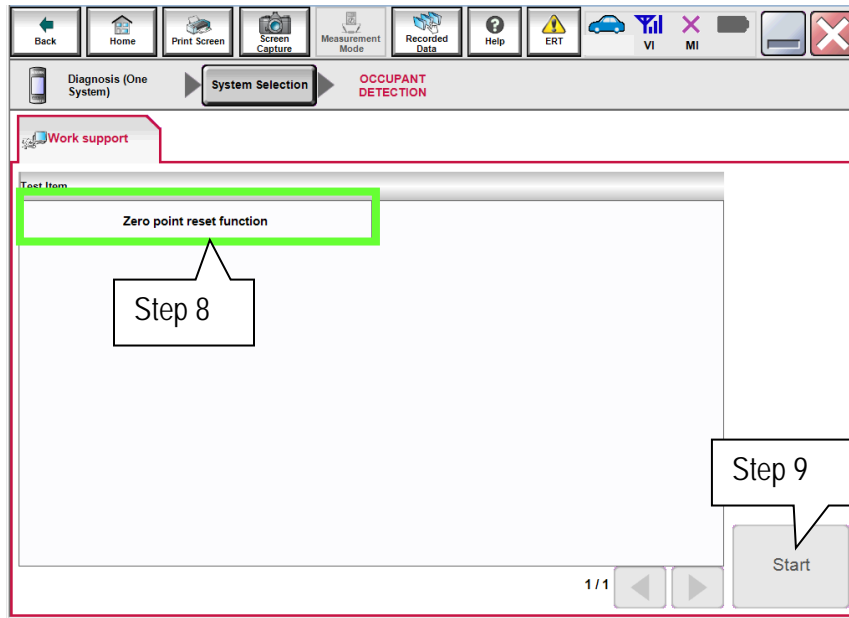 Back
Home
Print Screen
Screen
Capture
Measurement
Mode
Recorded
Data
Help
ERT
VI
MI
Diagnosis (One
System)
System Selection
OCCUPANT
DETECTION
Work support
Test Item
Zero point reset function
Step 8
Step 9
Start
1 / 1